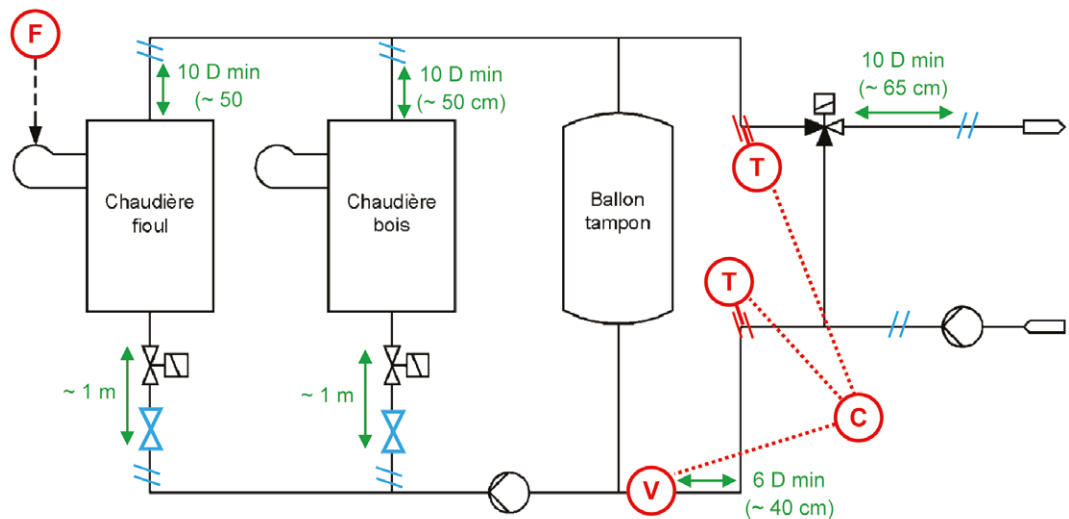 F
10 D min
(~ 50
10 D min
(~ 50 cm)
10 D min
(~ 65 cm)
Chaudière
fioul
Chaudière
bois
Ballon
tampon
T
T
~ 1 m
~ 1 m
C
V
6 D min
(~ 40 cm)